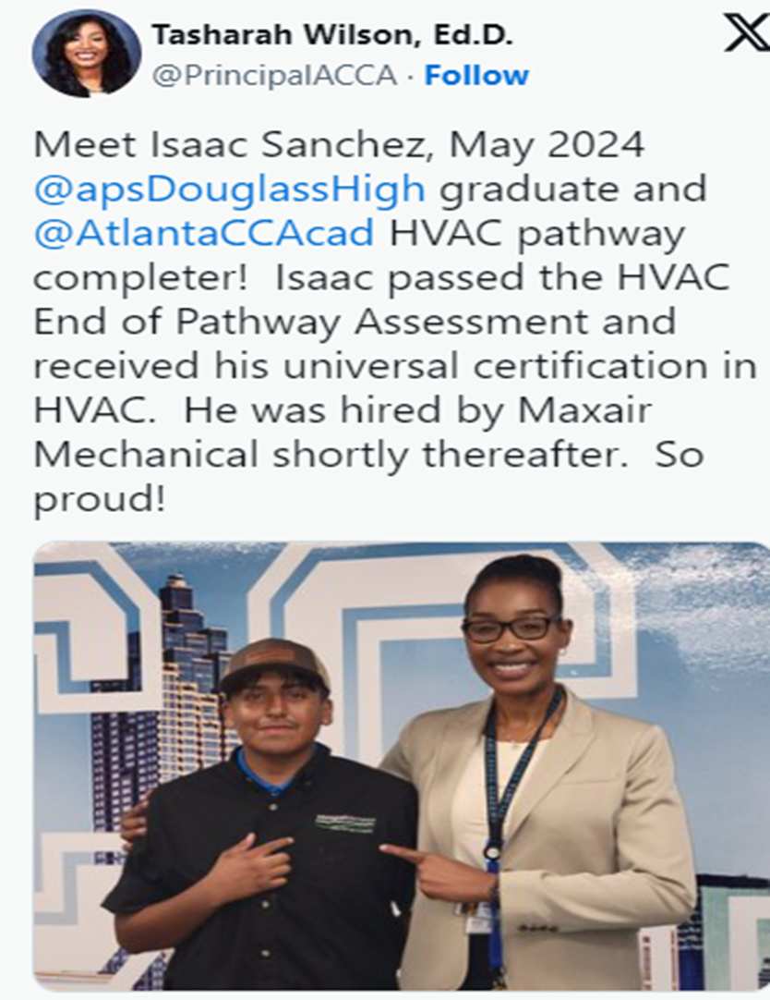 Tasharah Wilson, Ed.D.
@PrincipalACCA · Follow
Meet Isaac Sanchez, May 2024
@apsDouglassHigh graduate and
@AtlantaCCAcad HVAC pathway
completer!  Isaac passed the HVAC
End of Pathway Assessment and
received his universal certification in
HVAC.  He was hired by Maxair
Mechanical shortly thereafter.  So
proud!